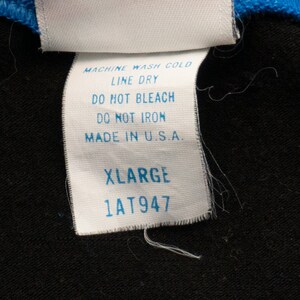 MACHINE WASH COLD
LINE DRY
DO NOT BLEACH
DO NOT IRON
MADE IN U.S.A.
XLARGE
1AT947